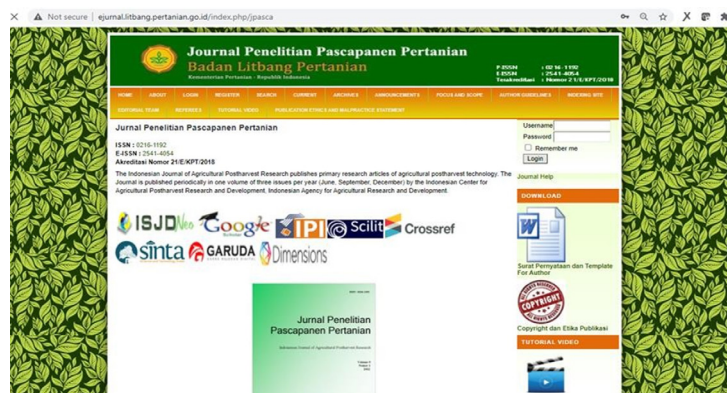 Not secure | ejurnal.litbang.pertanian.go.id/index.php/jpasca
Journal Penelitian Pascapanen Pertanian
Badan Litbang Pertanian
Kementerian Pertanian - Republik Indonesia
P-ISSN : 0216-1192
E-ISSN : 2541-4054
Terakreditasi : Nomor 21/E/KPT/2018
HOME ABOUT LOGIN REGISTER SEARCH CURRENT ARCHIVES ANNOUNCEMENTS FOCUS AND SCOPE AUTHOR GUIDELINES INDEXING SITE
EDITORIAL TEAM REFEREES TUTORIAL VIDEO PUBLICATION ETHICS AND MALPRACTICE STATEMENT
Jurnal Penelitian Pascapanen Pertanian
ISSN : 0216-1192
E-ISSN : 2541-4054
Akreditasi Nomor 21/E/KPT/2018
The Indonesian Journal of Agricultural Postharvest Research publishes primary research articles of agricultural postharvest technology. The
Journal is published periodically in one volume of three issues per year (June, September, December) by the Indonesian Center for
Agricultural Postharvest Research and Development, Indonesian Agency for Agricultural Research and Development.
ISJD Neo Google IPI Scilit Crossref
sinta GARUDA Dimensions
Jurnal Penelitian
Pascapanen Pertanian
Indonesian Journal of Agricultural Postharvest Research
Username
Password
Remember me
Login
Journal Help
DOWNLOAD
W
Surat Pernyataan dan Template
For Author
COPYRIGHT
Copyright dan Etika Publikasi
TUTORIAL VIDEO